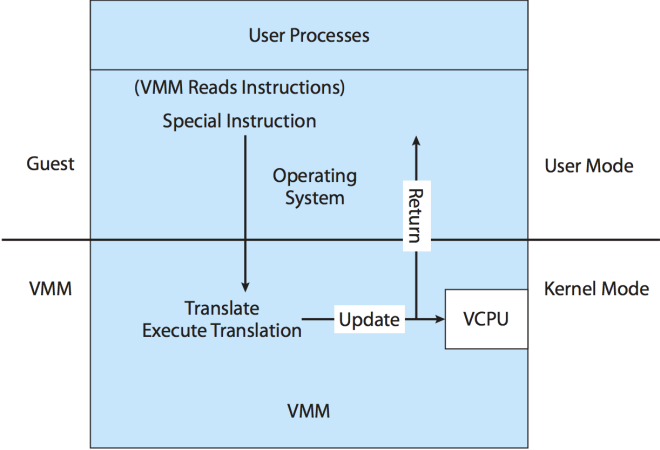 User Processes
(VMM Reads Instructions)
Special Instruction
Guest
User Mode
Operating
System
Return
VMM
Kernel Mode
Translate
Execute Translation
Update
VCPU
VMM